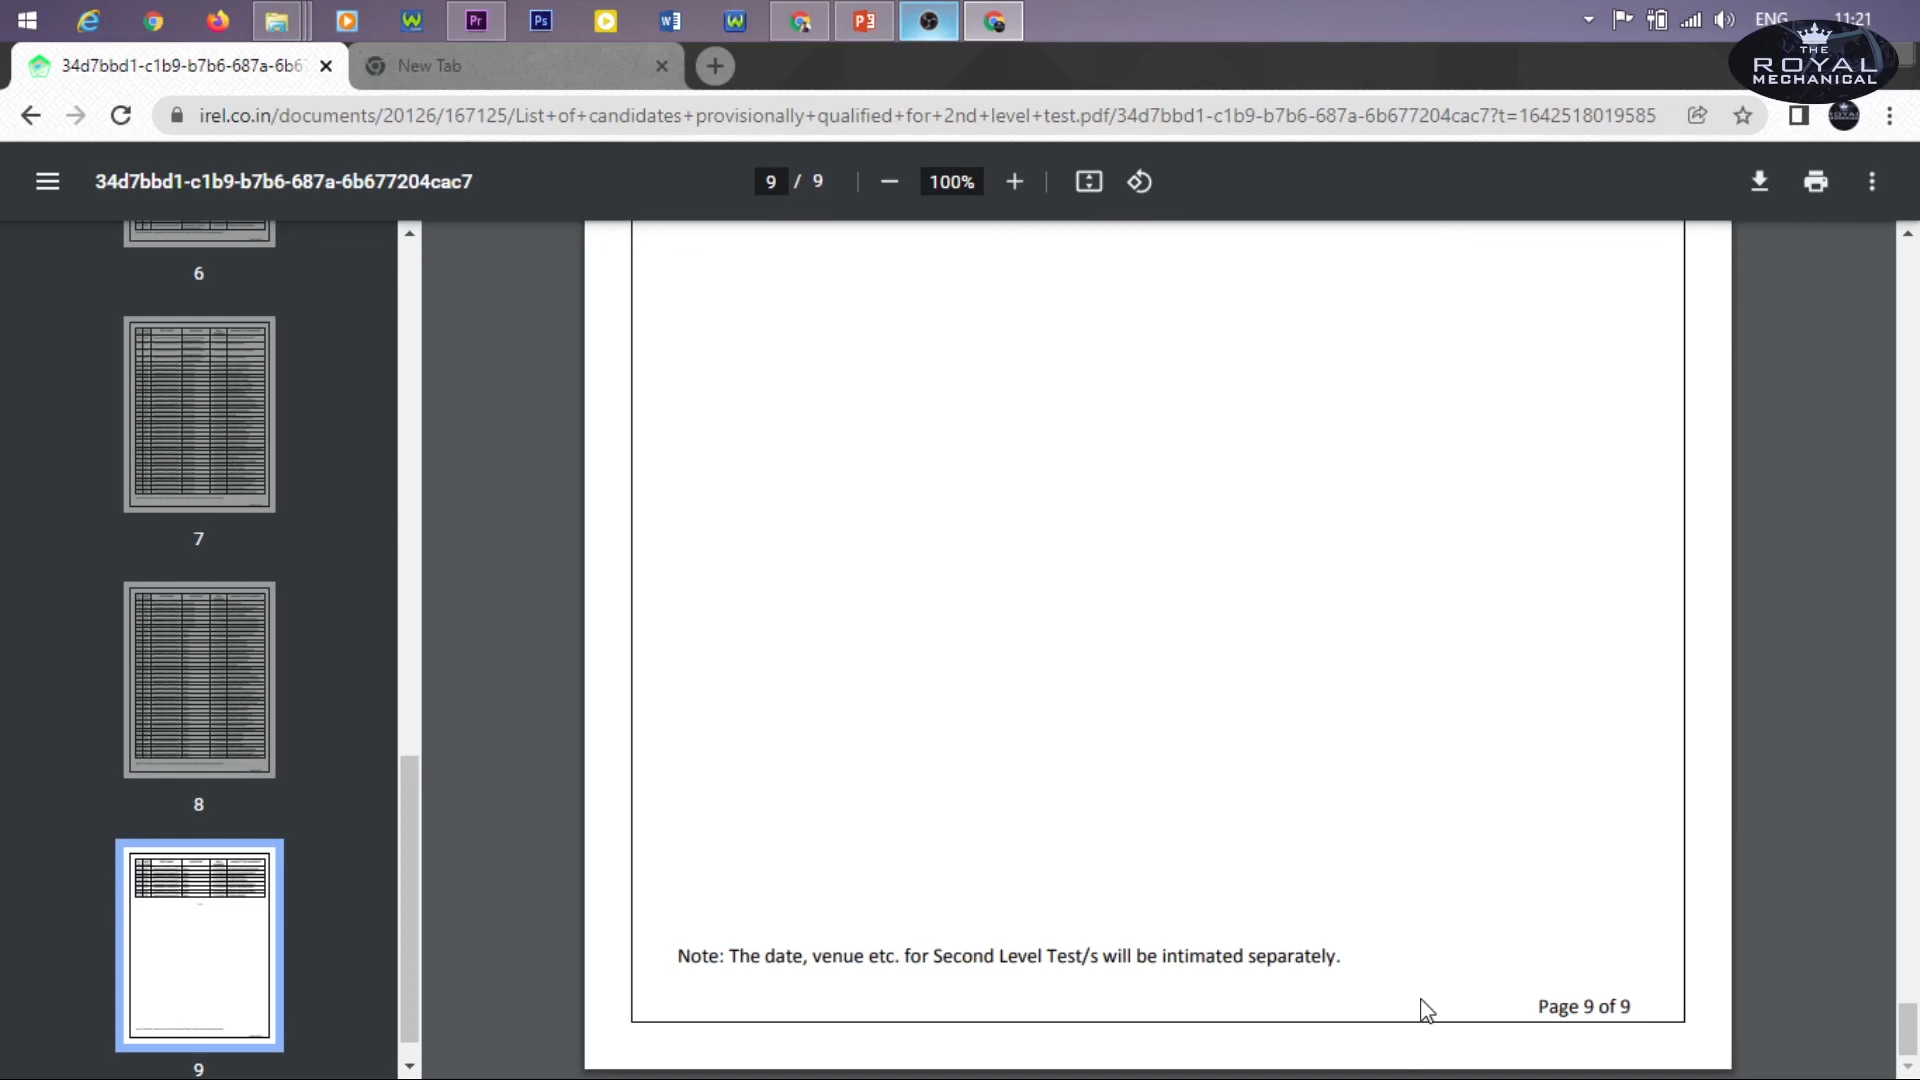 ENG 11:21
THE
ROYAL
MECHANICAL
34d7bbd1-c1b9-b7b6-687a-6b6
New Tab
irel.co.in/documents/20126/167125/List+of+candidates+provisionally+qualified+for+2nd+level+test.pdf/34d7bbd1-c1b9-b7b6-687a-6b677204cac7?t=1642518019585
34d7bbd1-c1b9-b7b6-687a-6b677204cac7
9 / 9
100%
6
7
8
9
Note: The date, venue etc. for Second Level Test/s will be intimated separately.
Page 9 of 9